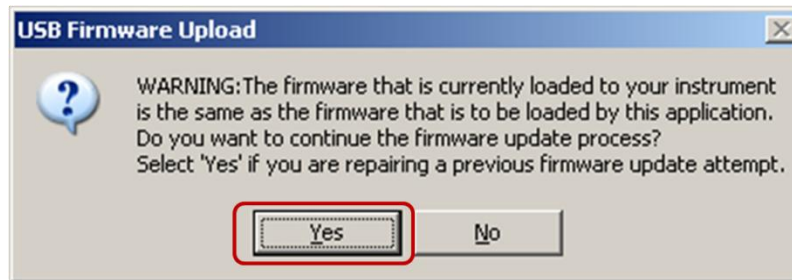 USB Firmware Upload
WARNING:The firmware that is currently loaded to your instrument
is the same as the firmware that is to be loaded by this application.
Do you want to continue the firmware update process?
Select 'Yes' if you are repairing a previous firmware update attempt.
Yes No